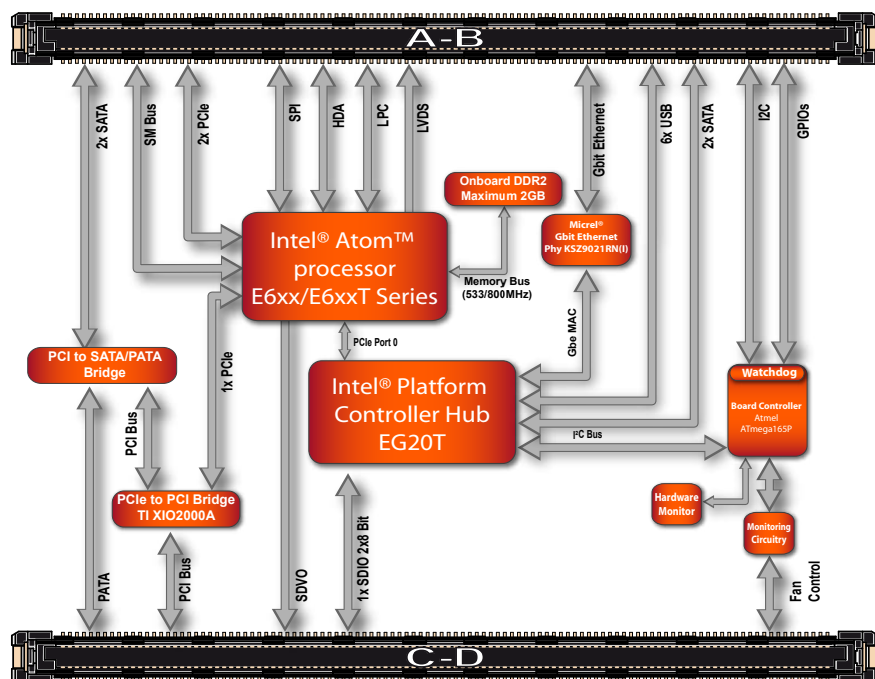 A-B
2x SATA
SM Bus
2x PCIe
SPI
HDA
LPC
LVDS
Gbit Ethernet
6x USB
2x SATA
I2C
GPIOs
Onboard DDR2
Maximum 2GB
Intel® Atom™
processor
E6xx/E6xxT Series
Micrel®
Gbit Ethernet
Phy KSZ9021RN(I)
Memory Bus
(533/800MHz)
PCIe Port 0
Gbe MAC
PCI to SATA/PATA
Bridge
1x PCIe
Intel® Platform
Controller Hub
EG20T
Watchdog
Board Controller
Atmel
ATmega165P
PCI Bus
I²C Bus
PCIe to PCI Bridge
TI XIO2000A
Hardware
Monitor
Monitoring
Circuitry
PATA
PCI Bus
SDVO
1x SDIO 2x8 Bit
Fan
Control
C-D